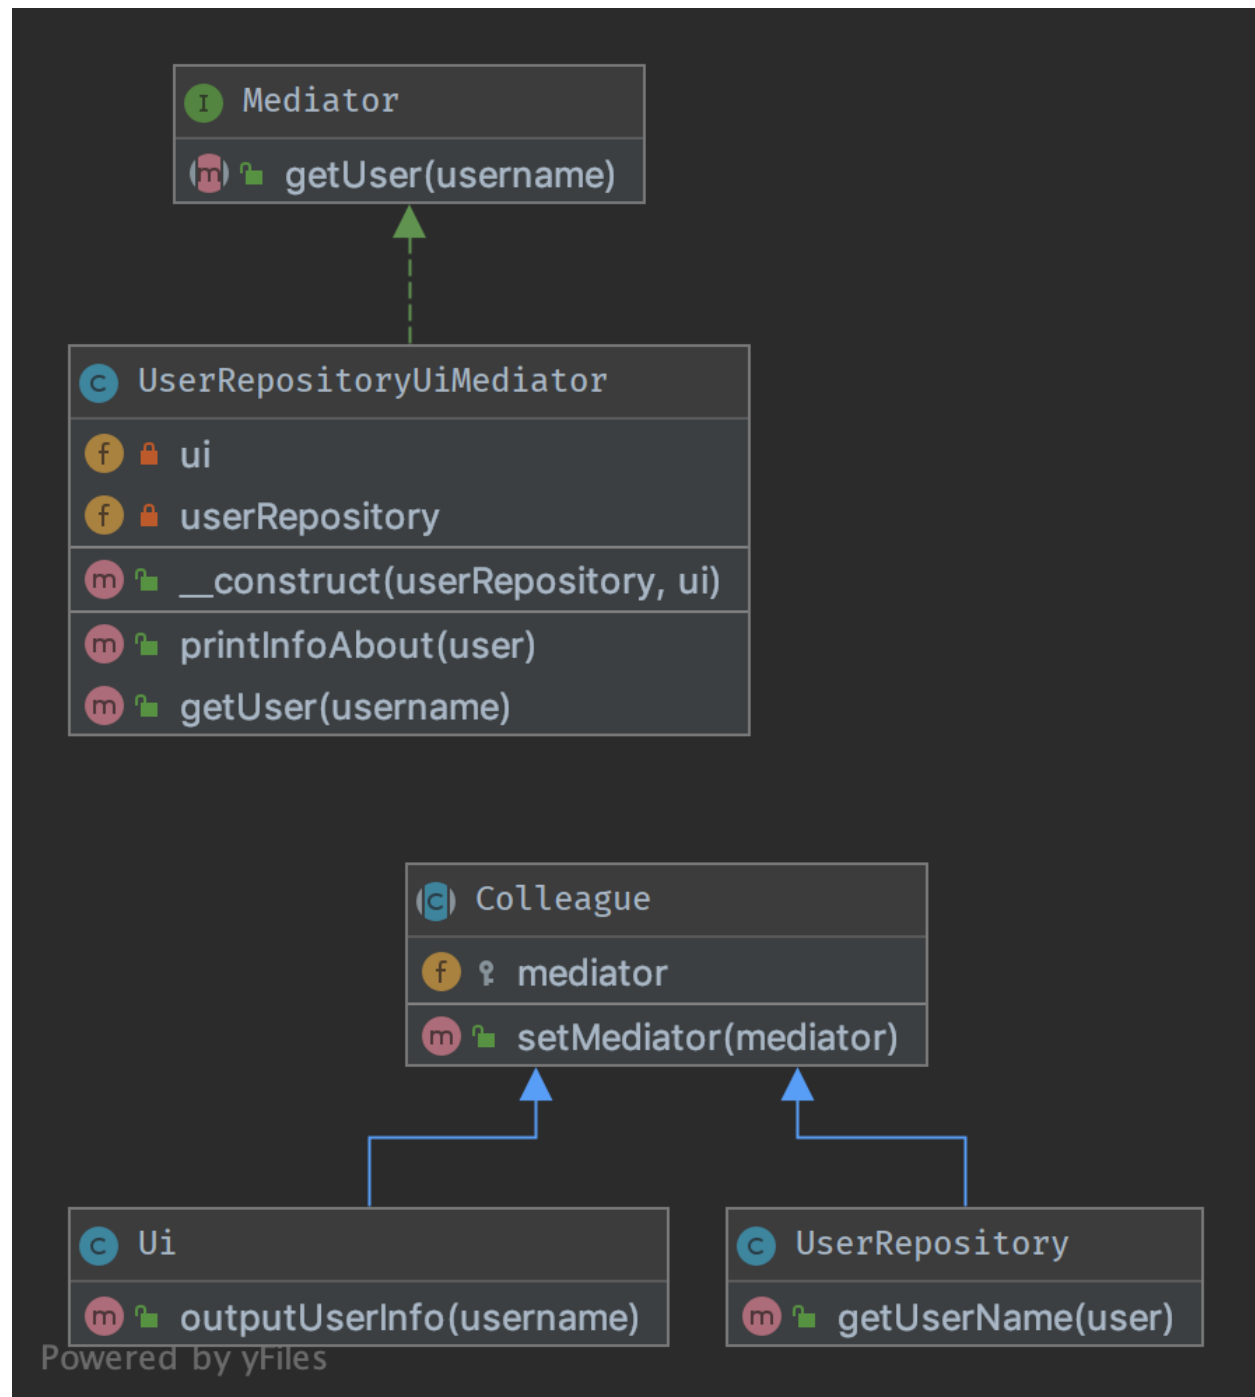 I Mediator
m getUser(username)
C UserRepositoryUiMediator
f ui
f userRepository
m __construct(userRepository, ui)
m printInfoAbout(user)
m getUser(username)
C Colleague
f mediator
m setMediator(mediator)
C Ui
m outputUserInfo(username)
C UserRepository
m getUserName(user)
Powered by yFiles